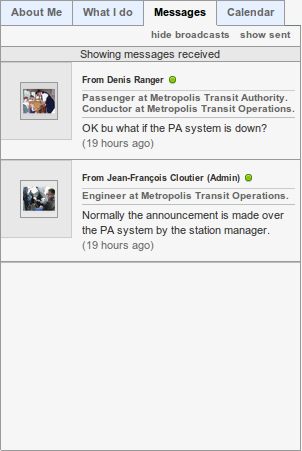 About Me What I do Messages Calendar
hide broadcasts show sent
Showing messages received
From Denis Ranger
Passenger at Metropolis Transit Authority.
Conductor at Metropolis Transit Operations.
OK bu what if the PA system is down?
(19 hours ago)
From Jean-François Cloutier (Admin)
Engineer at Metropolis Transit Operations.
Normally the announcement is made over
the PA system by the station manager.
(19 hours ago)